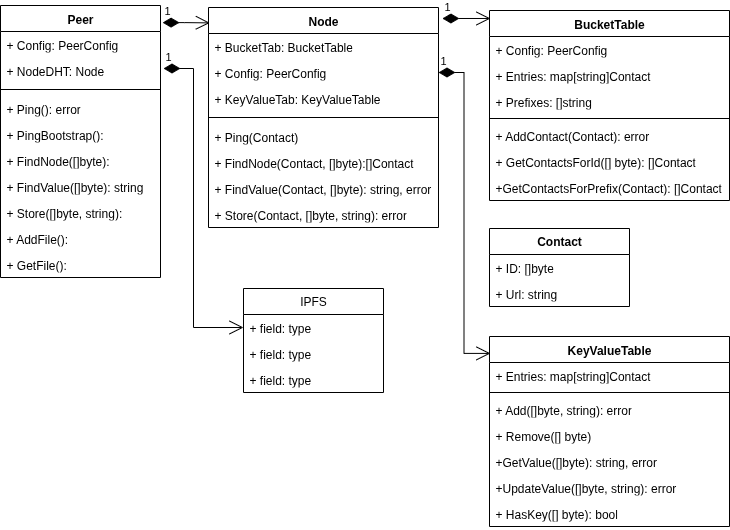 Peer
+ Config: PeerConfig
+ NodeDHT: Node
+ Ping(): error
+ PingBootstrap():
+ FindNode([]byte):
+ FindValue([]byte): string
+ Store([]byte, string):
+ AddFile():
+ GetFile():
1
1
Node
+ BucketTab: BucketTable
+ Config: PeerConfig
+ KeyValueTab: KeyValueTable
+ Ping(Contact)
+ FindNode(Contact, []byte):[]Contact
+ FindValue(Contact, []byte): string, error
+ Store(Contact, []byte, string): error
1
1
BucketTable
+ Config: PeerConfig
+ Entries: map[string]Contact
+ Prefixes: []string
+ AddContact(Contact): error
+ GetContactsForId([] byte): []Contact
+GetContactsForPrefix(Contact): []Contact
Contact
+ ID: []byte
+ Url: string
IPFS
+ field: type
+ field: type
+ field: type
KeyValueTable
+ Entries: map[string]Contact
+ Add([]byte, string): error
+ Remove([] byte)
+GetValue([]byte): string, error
+UpdateValue([]byte, string): error
+ HasKey([] byte): bool